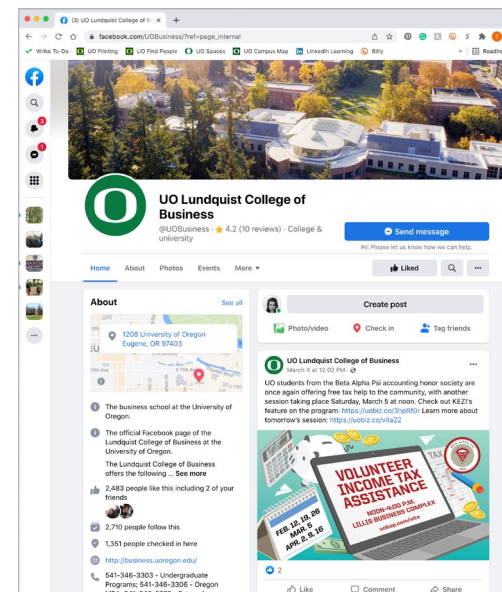 (3) UO Lundquist College of B
facebook.com/UOBusiness/?ref=page_internal
Wrike To-Do UO Printing UO Find People UO Spaces UO Campus Map LinkedIn Learning Bitly » Reading
3
1
UO Lundquist College of
Business
@UOBusiness · 4.2 (10 reviews) · College &
university
Send message
Hi! Please let us know how we can help.
Home About Photos Events More
Liked
About
See all
1208 University of Oregon
Eugene, OR 97403
The business school at the University of
Oregon.
The official Facebook page of the
Lundquist College of Business at the
University of Oregon.
The Lundquist College of Business
offers the following ... See more
2,483 people like this including 2 of your
friends
2,710 people follow this
1,351 people checked in here
http://business.uoregon.edu/
541-346-3303 - Undergraduate
Programs; 541-346-3306 - Oregon
Create post
Photo/video Check in Tag friends
UO Lundquist College of Business
March 4 at 12:02 PM ·
UO students from the Beta Alpha Psi accounting honor society are
once again offering free tax help to the community, with another
session taking place Saturday, March 5 at noon. Check out KEZI's
feature on the program: https://uobiz.co/3hpRf0r Learn more about
tomorrow's session: https://uobiz.co/vita22
TAX
VOLUNTEER
INCOME TAX
ASSISTANCE
NOON-4:00 P.M.
LILLIS BUSINESS COMPLEX
uobap.com/vita
FEB. 12, 19, 26
MAR. 5
APR. 2, 9, 16
2
Like Comment Share